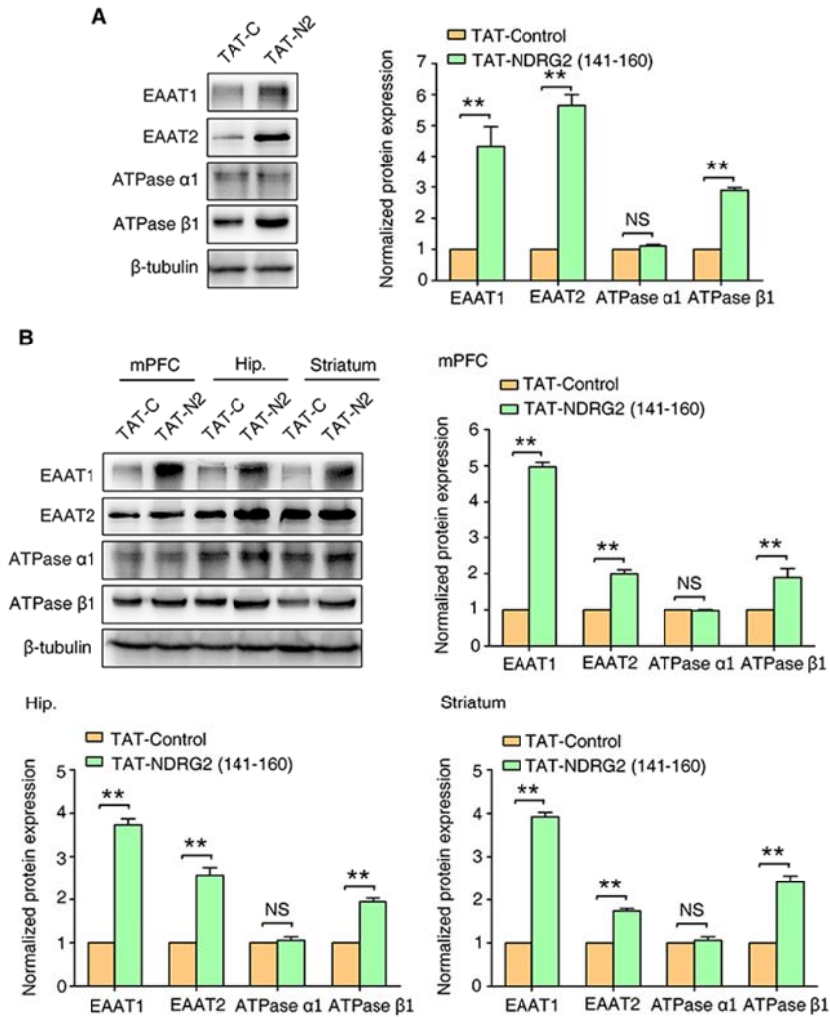 A
TAT-C
TAT-N2
EAAT1
EAAT2
ATPase α1
ATPase β1
β-tubulin
TAT-Control
TAT-NDRG2 (141-160)
Normalized protein expression
7
6
5
4
3
2
1
0
**
**
NS
**
EAAT1 EAAT2 ATPase α1 ATPase β1
B
mPFC Hip. Striatum
TAT-C TAT-N2 TAT-C TAT-N2 TAT-C TAT-N2
EAAT1
EAAT2
ATPase α1
ATPase β1
β-tubulin
mPFC
TAT-Control
TAT-NDRG2 (141-160)
Normalized protein expression
6
5
4
3
2
1
0
**
**
NS
**
EAAT1 EAAT2 ATPase α1 ATPase β1
Hip.
TAT-Control
TAT-NDRG2 (141-160)
Normalized protein expression
5
4
3
2
1
0
**
**
NS
**
EAAT1 EAAT2 ATPase α1 ATPase β1
Striatum
TAT-Control
TAT-NDRG2 (141-160)
Normalized protein expression
5
4
3
2
1
0
**
**
NS
**
EAAT1 EAAT2 ATPase α1 ATPase β1